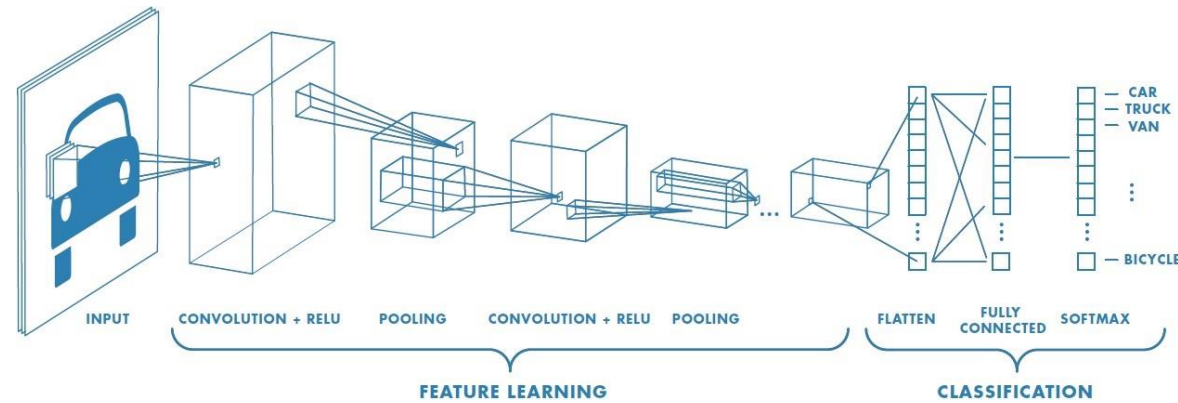 CAR
TRUCK
VAN
BICYCLE
INPUT
CONVOLUTION + RELU
POOLING
CONVOLUTION + RELU
POOLING
FLATTEN
FULLY
CONNECTED
SOFTMAX
FEATURE LEARNING
CLASSIFICATION